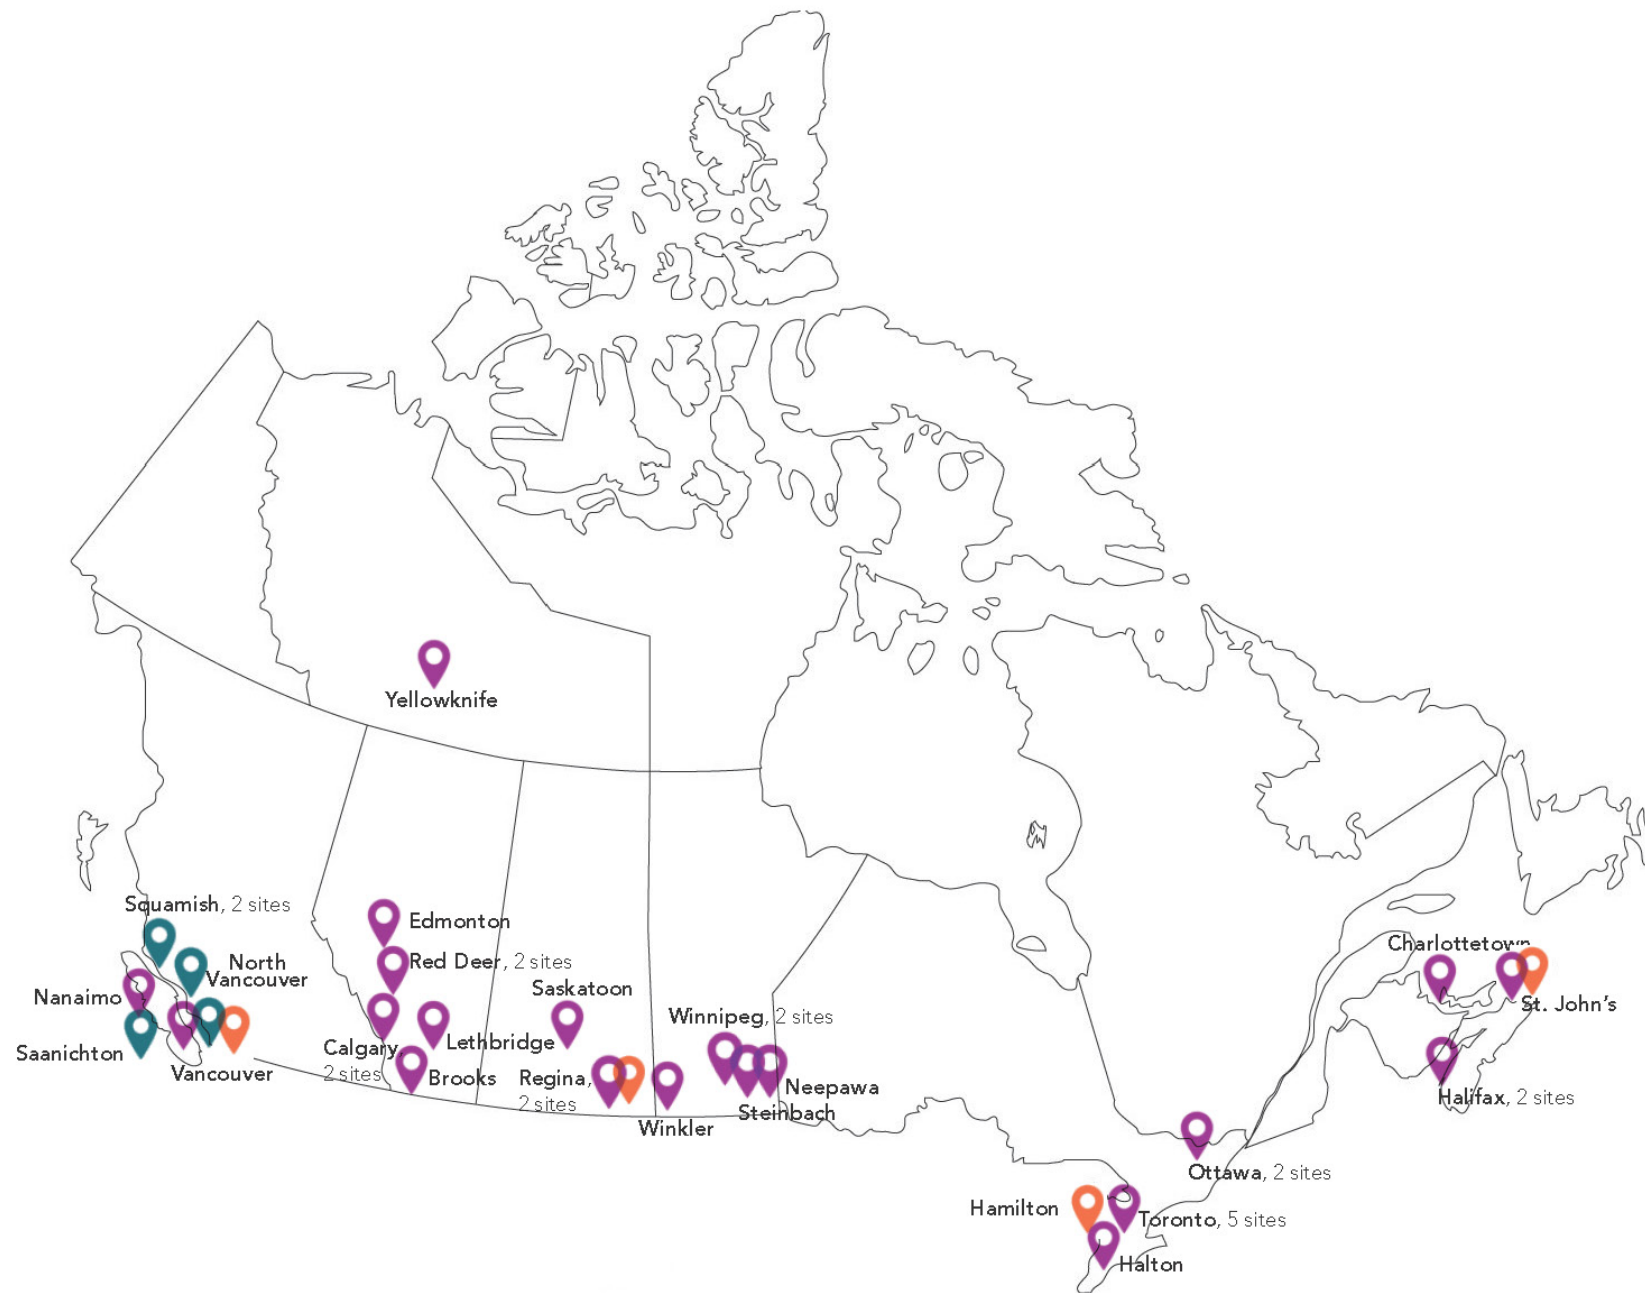 Yellowknife
Squamish, 2 sites
North
Vancouver
Nanaimo
Saanichton
Vancouver
Edmonton
Red Deer, 2 sites
Calgary,
2 sites
Lethbridge
Brooks
Saskatoon
Regina,
2 sites
Winkler
Winnipeg, 2 sites
Neepawa
Steinbach
Charlottetown
St. John's
Halifax, 2 sites
Ottawa, 2 sites
Hamilton
Toronto, 5 sites
Halton